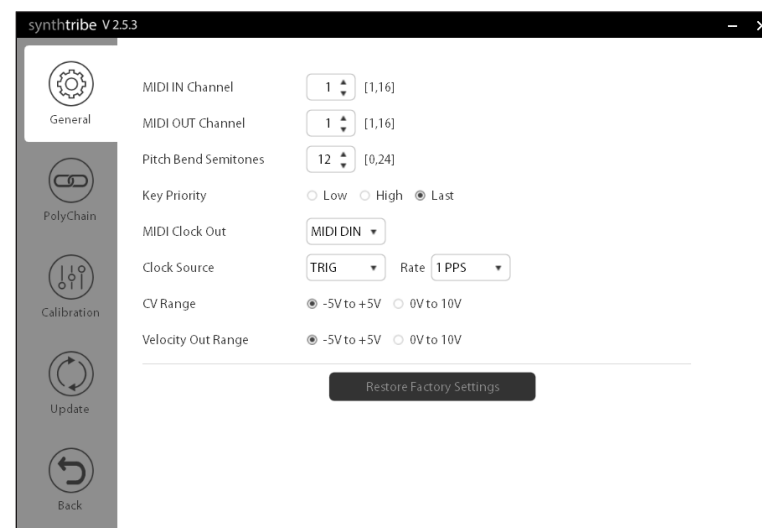 synthtribe V 2.5.3
General
PolyChain
Calibration
Update
Back
MIDI IN Channel 1 [1,16]
MIDI OUT Channel 1 [1,16]
Pitch Bend Semitones 12 [0,24]
Key Priority Low High Last
MIDI Clock Out MIDI DIN
Clock Source TRIG Rate 1 PPS
CV Range -5V to +5V 0V to 10V
Velocity Out Range -5V to +5V 0V to 10V
Restore Factory Settings